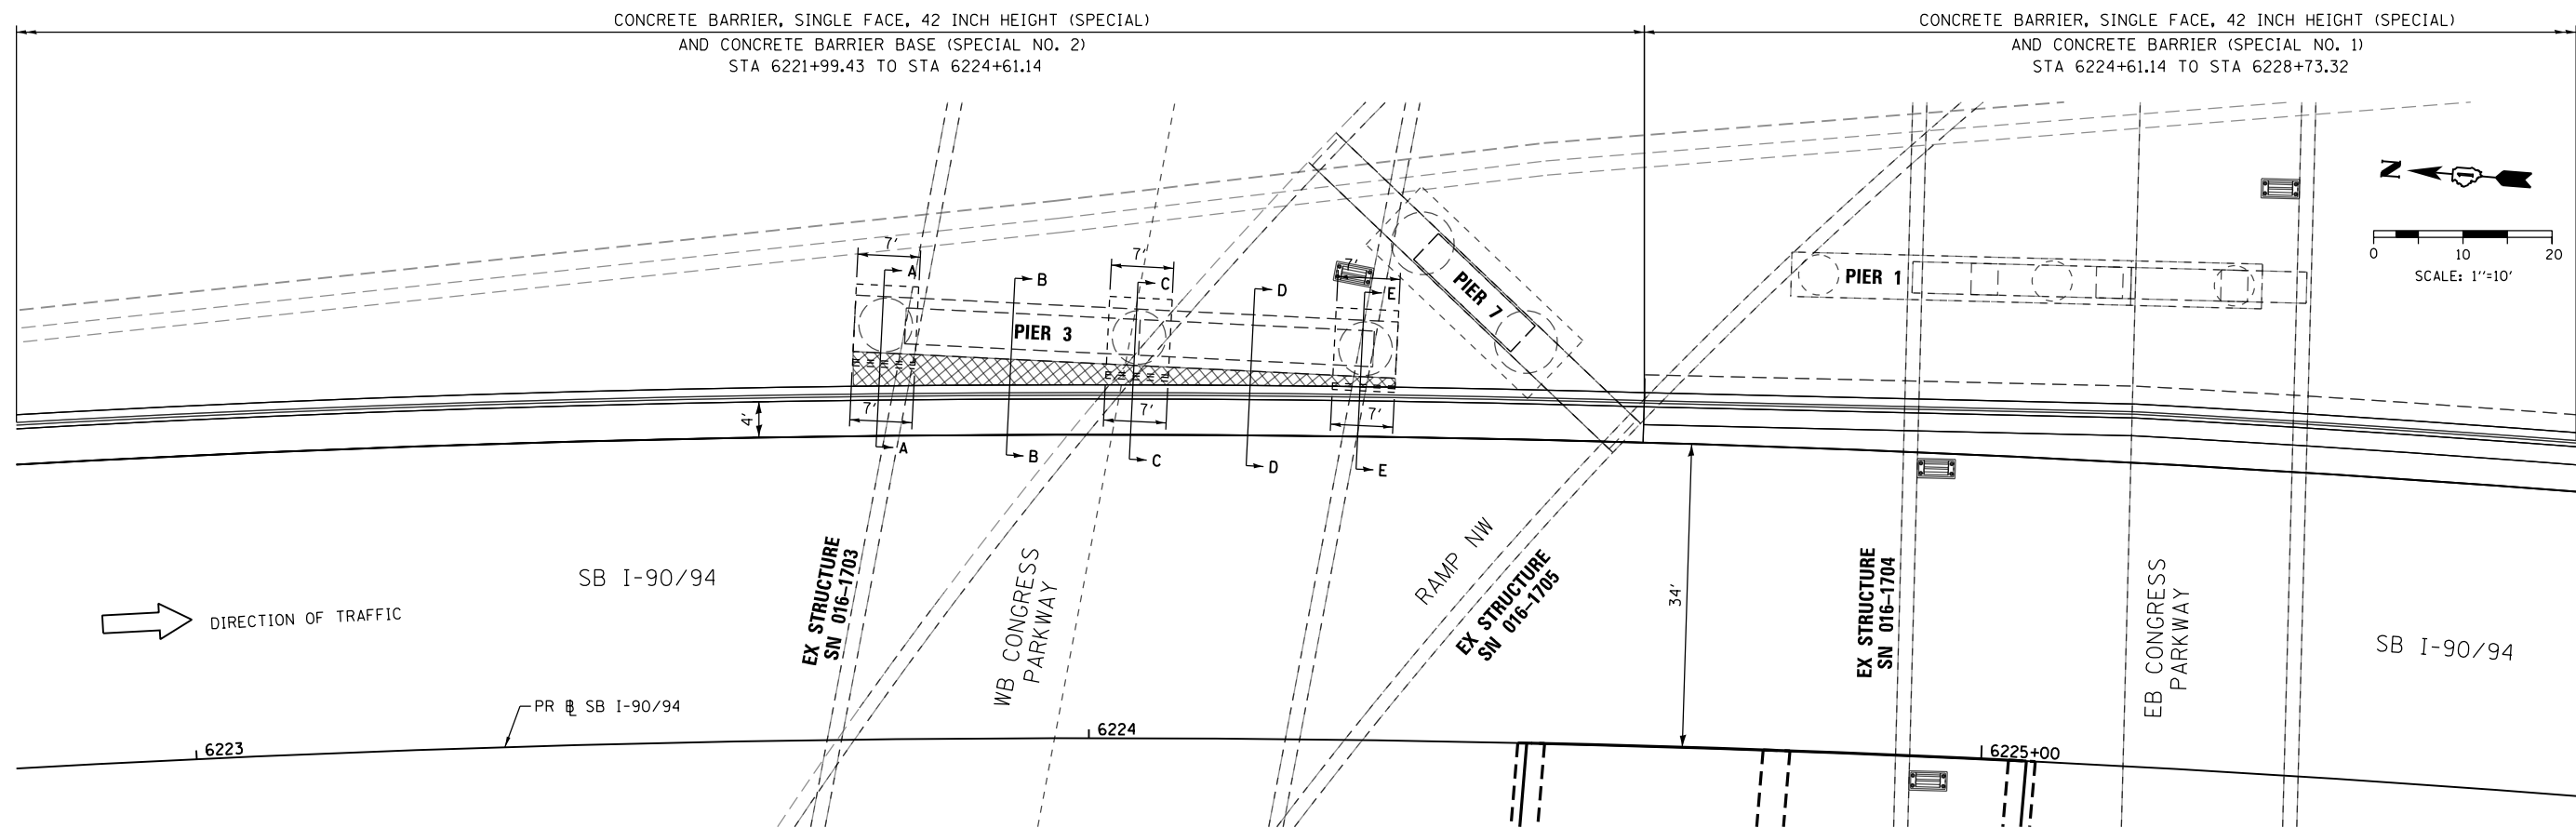 CONCRETE BARRIER, SINGLE FACE, 42 INCH HEIGHT (SPECIAL)
AND CONCRETE BARRIER BASE (SPECIAL NO. 2)
STA 6221+99.43 TO STA 6224+61.14
CONCRETE BARRIER, SINGLE FACE, 42 INCH HEIGHT (SPECIAL)
AND CONCRETE BARRIER (SPECIAL NO. 1)
STA 6224+61.14 TO STA 6228+73.32
N
0 10 20
SCALE: 1''=10'
7'
7'
7'
A
B
C
D
E
PIER 3
PIER 7
PIER 1
4'
7'
7'
7'
A
B
C
D
E
34'
SB I-90/94
DIRECTION OF TRAFFIC
EX STRUCTURE
SN 016-1703
WB CONGRESS
PARKWAY
RAMP NW
EX STRUCTURE
SN 016-1705
EX STRUCTURE
SN 016-1704
EB CONGRESS
PARKWAY
SB I-90/94
PR BL SB I-90/94
6223
6224
6225+00